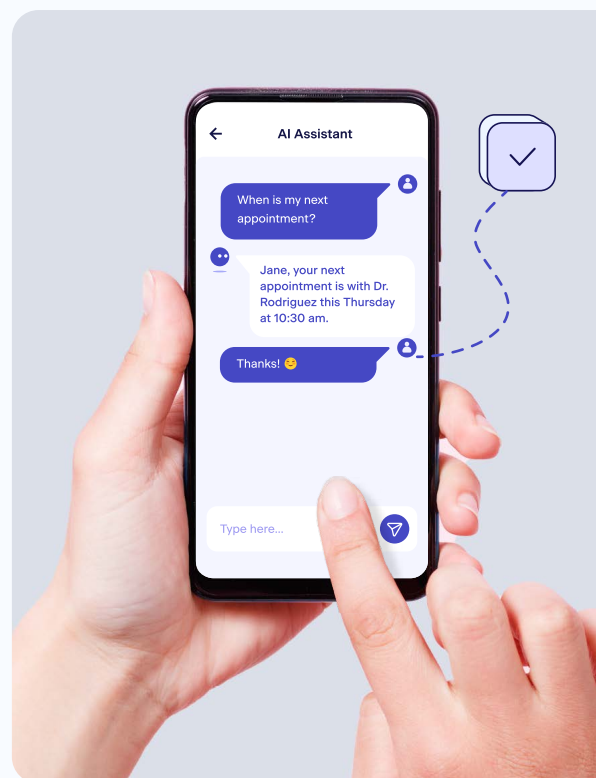 AI Assistant
When is my next
appointment?
Jane, your next
appointment is with Dr.
Rodriguez this Thursday
at 10:30 am.
Thanks! 😊
Type here...